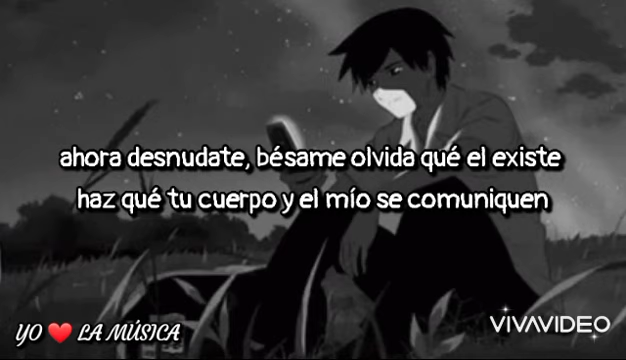 ahora desnudate, bésame olvida qué el existe
haz qué tu cuerpo y el mío se comuniquen
YO ❤ LA MÚSICA
VIVAVIDEO